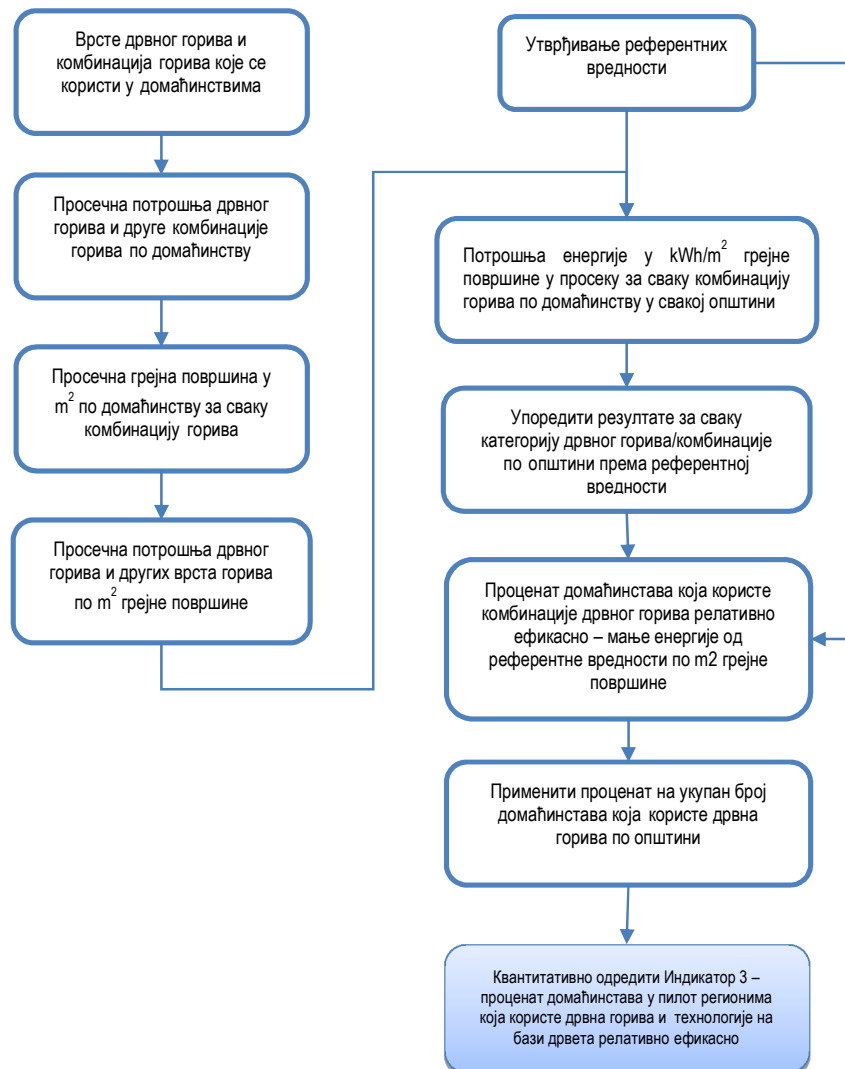 Врсте дрвног горива и
комбинација горива које се
користи у домаћинствима
Просечна потрошња дрвног
горива и друге комбинације
горива по домаћинству
Просечна грејна површина у
m² по домаћинству за сваку
комбинацију горива
Просечна потрошња дрвног
горива и других врста горива
по m² грејне површине
Утврђивање референтних
вредности
Потрошња енергије у kWh/m² грејне
површине у просеку за сваку комбинацију
горива по домаћинству у свакој општини
Упоредити резултате за сваку
категорију дрвног горива/комбинације
по општини према референтној
вредности
Проценат домаћинстава која користе
комбинације дрвног горива релативно
ефикасно – мање енергије од
референтне вредности по m2 грејне
површине
Применити проценат на укупан број
домаћинстава која користе дрвна
горива по општини
Квантитативно одредити Индикатор 3 –
проценат домаћинстава у пилот регионима
која користе дрвна горива и технологије на
бази дрвета релативно ефикасно